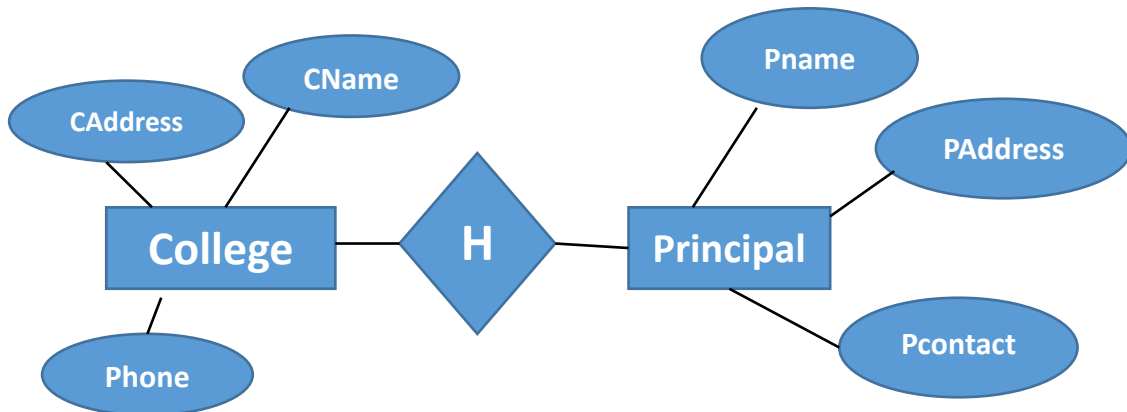 Pname
CName
CAddress
PAddress
College
H
Principal
Pcontact
Phone